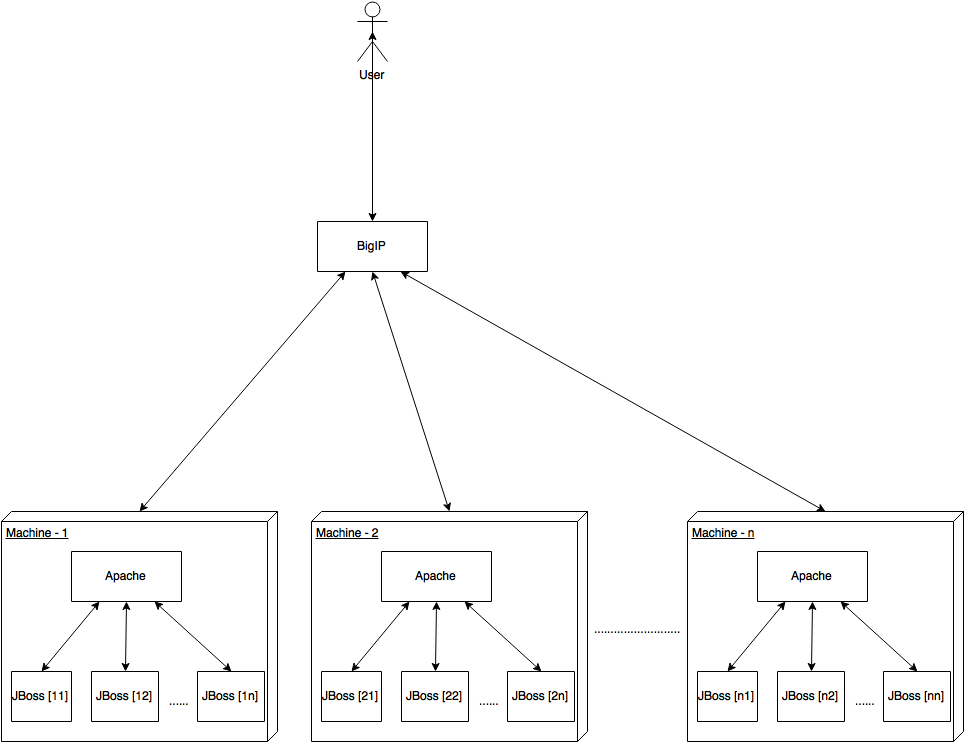 User
BigIP
Machine - 1
Machine - 2
Machine - n
Apache
Apache
Apache
........................
JBoss [11]
JBoss [12]
......
JBoss [1n]
JBoss [21]
JBoss [22]
......
JBoss [2n]
JBoss [n1]
JBoss [n2]
......
JBoss [nn]